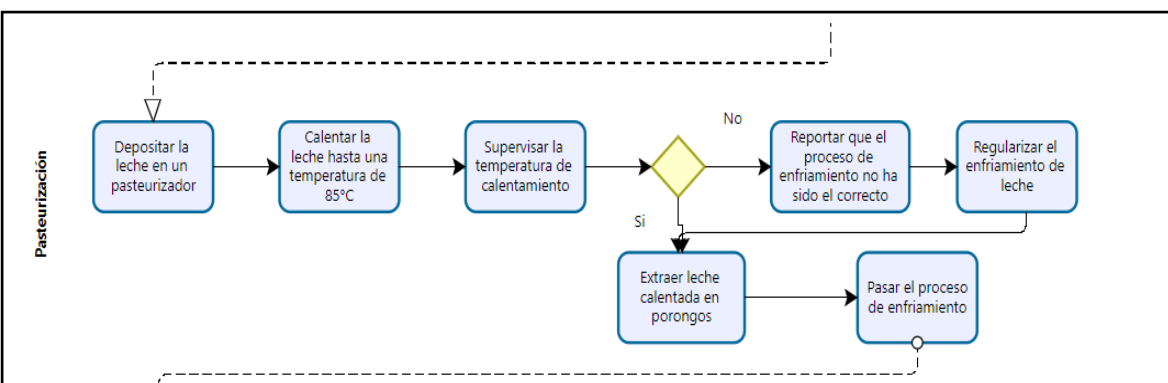 Pasteurización
Depositar la
leche en un
pasteurizador
Calentar la
leche hasta una
temperatura de
85°C
Supervisar la
temperatura de
calentamiento
No
Reportar que el
proceso de
enfriamiento no ha
sido el correcto
Regularizar el
enfriamiento de
leche
Si
Extraer leche
calentada en
porongos
Pasar el proceso
de enfriamiento